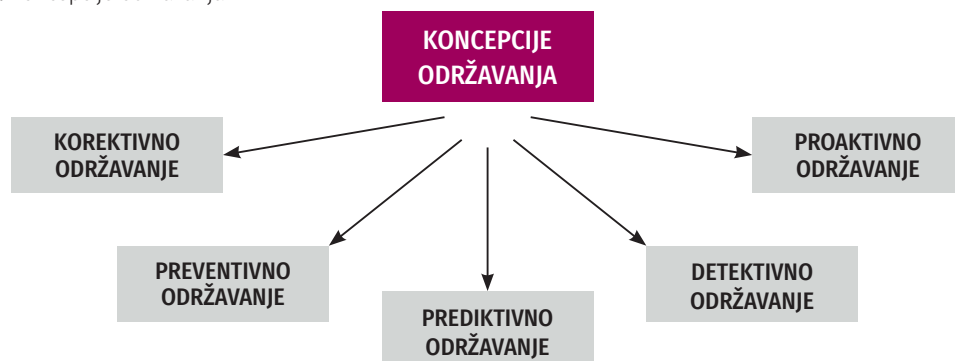 KONCEPCIJE
ODRŽAVANJA
KOREKTIVNO
ODRŽAVANJE
PROAKTIVNO
ODRŽAVANJE
PREVENTIVNO
ODRŽAVANJE
DETEKTIVNO
ODRŽAVANJE
PREDIKTIVNO
ODRŽAVANJE